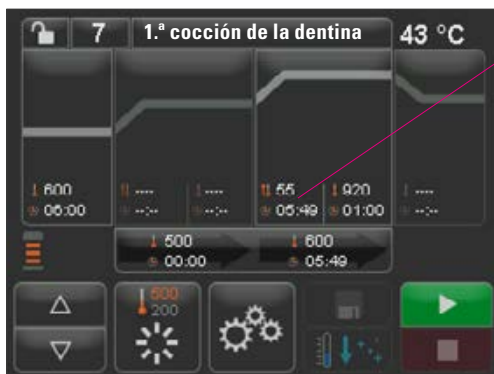 7 1.ª cocción de la dentina 43 °C
600 ---- ---- 55 920 ----
06:00 --:- --:- 05:49 01:00 --:-
500 600
00:00 05:49
500
200